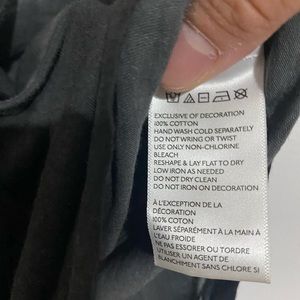 EXCLUSIVE OF DECORATION
100% COTTON
HAND WASH COLD SEPARATELY
DO NOT WRING OR TWIST
USE ONLY NON-CHLORINE
BLEACH
RESHAPE & LAY FLAT TO DRY
LOW IRON AS NEEDED
DO NOT DRY CLEAN
DO NOT IRON ON DECORATION
À L'EXCEPTION DE LA
DÉCORATION
100% COTON
LAVER SÉPARÉMENT À LA MAIN À
L'EAU FROIDE
NE PAS ESSORER OU TORDRE
UTILISER UN AGENT DE
BLANCHIMENT SANS CHLORE SI